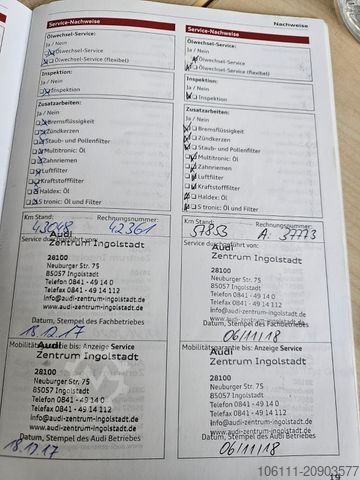 Nachweise
Service-Nachweise
Ölwechsel-Service:
Ja / Nein
Ölwechsel-Service
Ölwechsel-Service (flexibel)
Inspektion:
Ja / Nein
Inspektion
Zusatzarbeiten:
Ja / Nein
Bremsflüssigkeit
Zündkerzen
Staub- und Pollenfilter
Multitronic: Öl
Zahnriemen
Luftfilter
Kraftstofffilter
Haldex: Öl
S tronic: Öl und Filter
Km Stand: Rechnungsnummer:
43048 42361
Service durchgeführt von:
Audi
Zentrum Ingolstadt
28100
Neuburger Str. 75
85057 Ingolstadt
Telefon 0841 - 49 14 0
Telefax 0841 - 49 14 112
info@audi-zentrum-ingolstadt.de
www.audi-zentrum-ingolstadt.de
Datum, Stempel des Fachbetriebes
18.12.17
Mobilitätsgarantie bis: Anzeige Service
Audi
Zentrum Ingolstadt
28100
Neuburger Str. 75
85057 Ingolstadt
Telefon 0841 - 49 14 0
Telefax 0841 - 49 14 112
info@audi-zentrum-ingolstadt.de
www.audi-zentrum-ingolstadt.de
Datum, Stempel des Audi Betriebes
18.12.17
Service-Nachweise
Ölwechsel-Service:
Ja / Nein
Ölwechsel-Service
Ölwechsel-Service (flexibel)
Inspektion:
Ja / Nein
Inspektion
Zusatzarbeiten:
Ja / Nein
Bremsflüssigkeit
Zündkerzen
Staub- und Pollenfilter
Multitronic: Öl
Zahnriemen
Luftfilter
Kraftstofffilter
Haldex: Öl
S tronic: Öl und Filter
Km Stand: Rechnungsnummer:
57853 A: 37773
Service durchgeführt von:
Audi
Zentrum Ingolstadt
28100
Neuburger Str. 75
85057 Ingolstadt
Telefon 0841 - 49 14 0
Telefax 0841 - 49 14 112
info@audi-zentrum-ingolstadt.de
www.audi-zentrum-ingolstadt.de
Datum, Stempel des Fachbetriebes
06/11/18
Mobilitätsgarantie bis: Anzeige Service
Audi
Zentrum Ingolstadt
28100
Neuburger Str. 75
85057 Ingolstadt
Telefon 0841 - 49 14 0
Telefax 0841 - 49 14 112
info@audi-zentrum-ingolstadt.de
www.audi-zentrum-ingolstadt.de
Datum, Stempel des Audi Betriebes
06/11/18
19
106111-20903577